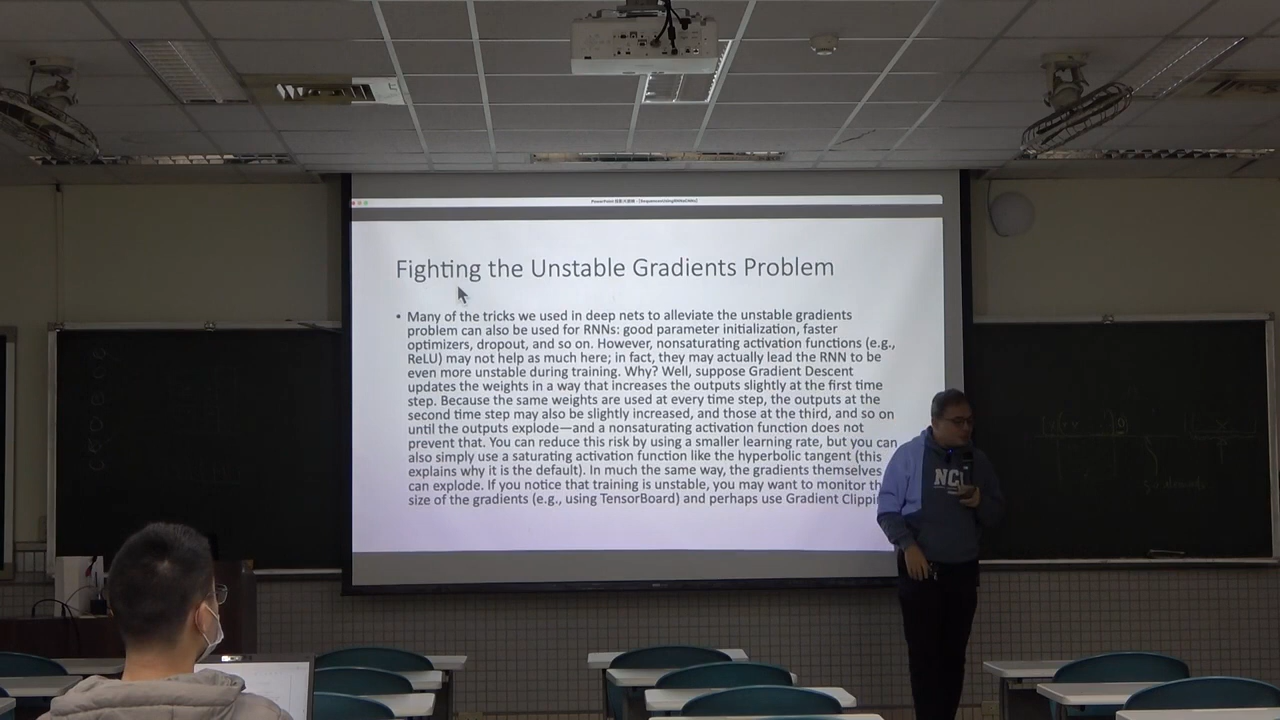 Fighting the Unstable Gradients Problem
• Many of the tricks we used in deep nets to alleviate the unstable gradients
problem can also be used for RNNs: good parameter initialization, faster
optimizers, dropout, and so on. However, nonsaturating activation functions (e.g.,
ReLU) may not help as much here; in fact, they may actually lead the RNN to be
even more unstable during training. Why? Well, suppose Gradient Descent
updates the weights in a way that increases the outputs slightly at the first time
step. Because the same weights are used at every time step, the outputs at the
second time step may also be slightly increased, and those at the third, and so on
until the outputs explode—and a nonsaturating activation function does not
prevent that. You can reduce this risk by using a smaller learning rate, but you can
also simply use a saturating activation function like the hyperbolic tangent (this
explains why it is the default). In much the same way, the gradients themselves
can explode. If you notice that training is unstable, you may want to monitor th
size of the gradients (e.g., using TensorBoard) and perhaps use Gradient Clippi
NC